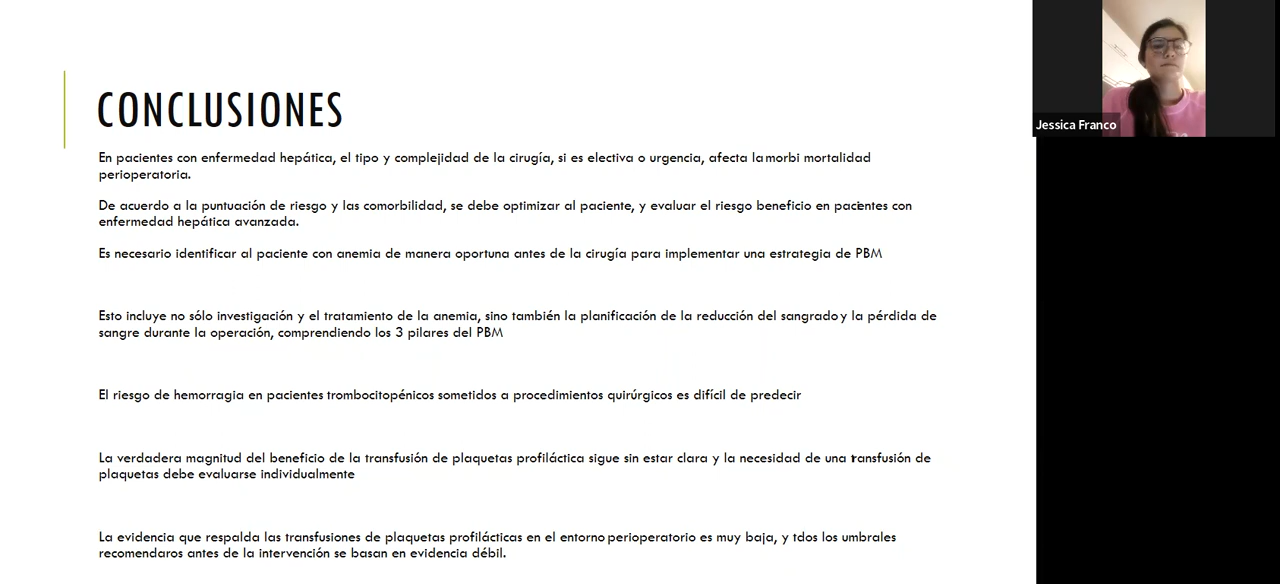 CONCLUSIONES
En pacientes con enfermedad hepática, el tipo y complejidad de la cirugía, si es electiva o urgencia, afecta la morbi mortalidad
perioperatoria.
De acuerdo a la puntuación de riesgo y las comorbilidad, se debe optimizar al paciente, y evaluar el riesgo beneficio en pacientes con
enfermedad hepática avanzada.
Es necesario identificar al paciente con anemia de manera oportuna antes de la cirugía para implementar una estrategia de PBM
Esto incluye no sólo investigación y el tratamiento de la anemia, sino también la planificación de la reducción del sangrado y la pérdida de
sangre durante la operación, comprendiendo los 3 pilares del PBM
El riesgo de hemorragia en pacientes trombocitopénicos sometidos a procedimientos quirúrgicos es difícil de predecir
La verdadera magnitud del beneficio de la transfusión de plaquetas profiláctica sigue sin estar clara y la necesidad de una transfusión de
plaquetas debe evaluarse individualmente
La evidencia que respalda las transfusiones de plaquetas profilácticas en el entorno perioperatorio es muy baja, y tdos los umbrales
recomendaros antes de la intervención se basan en evidencia débil.
Jessica Franco